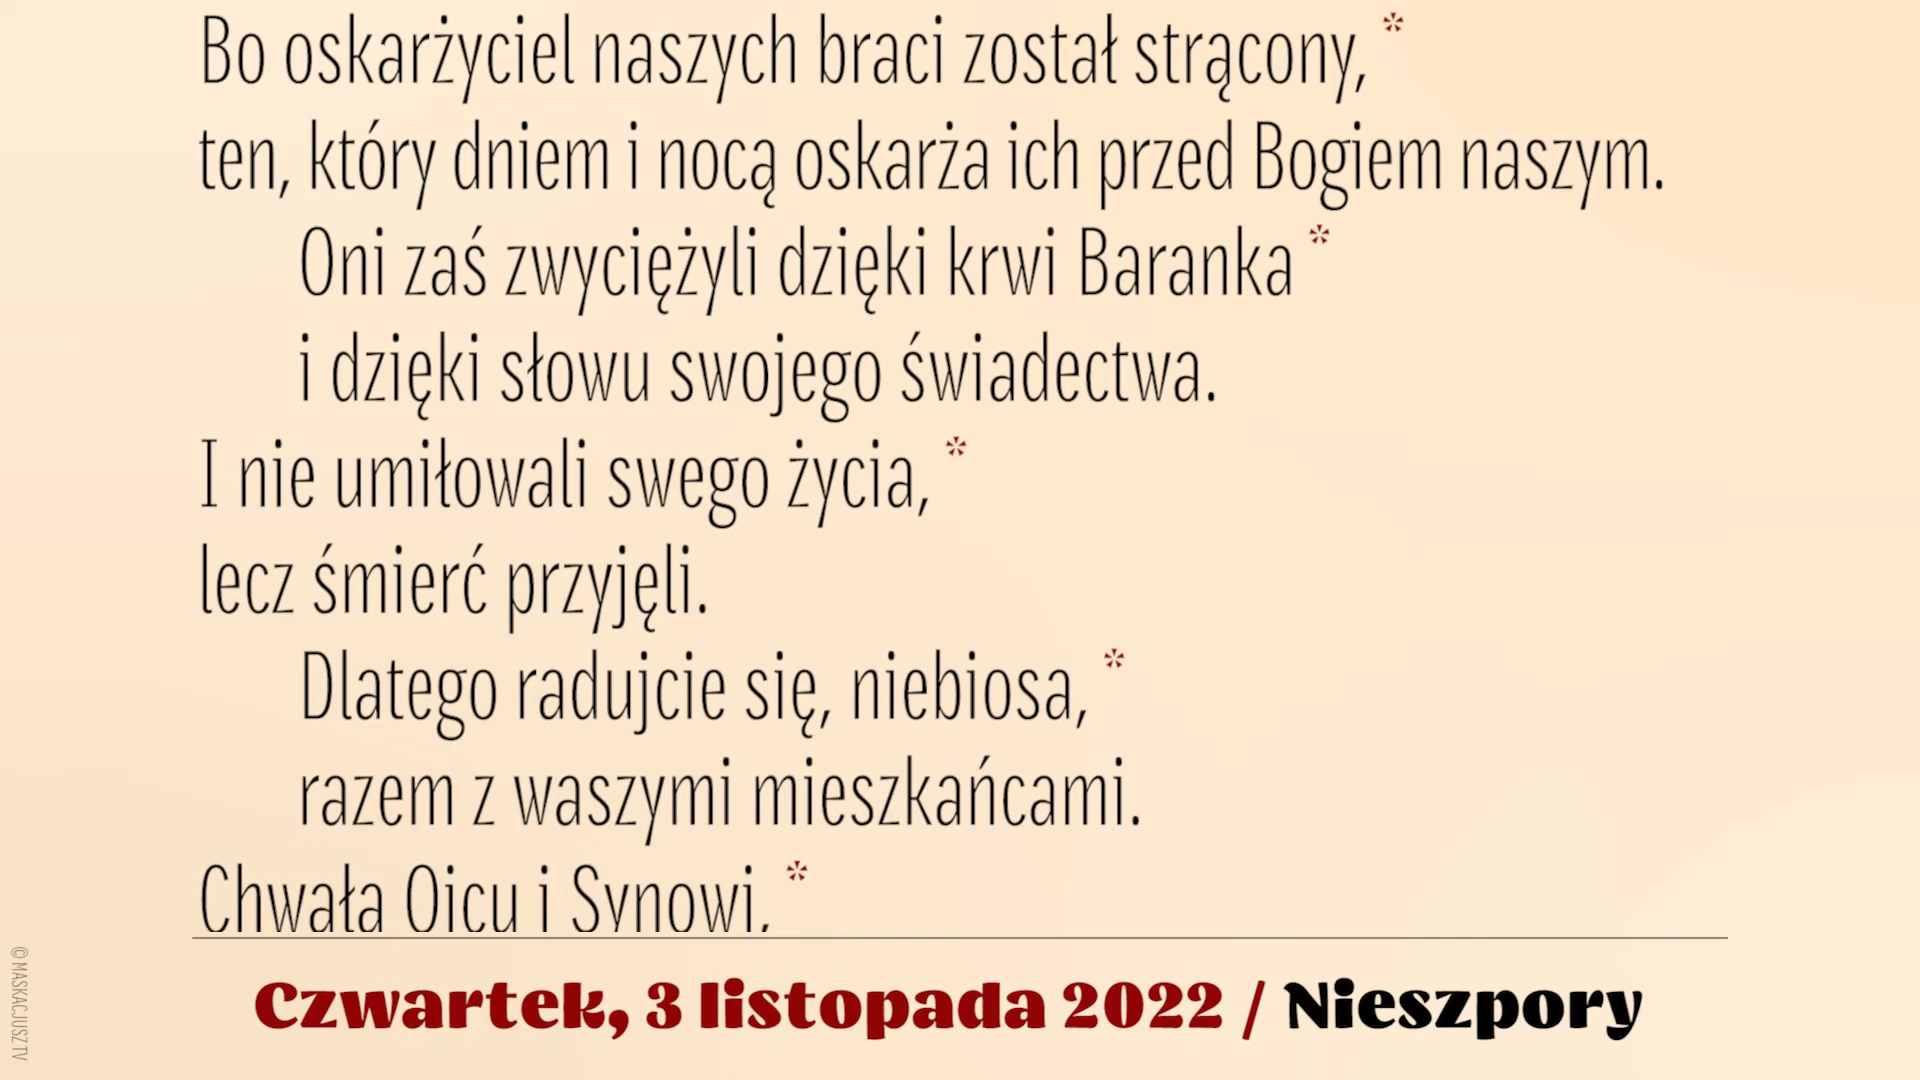 Bo oskarżyciel naszych braci został strącony, *
ten, który dniem i nocą oskarża ich przed Bogiem naszym.
Oni zaś zwyciężyli dzięki krwi Baranka *
i dzięki słowu swojego świadectwa.
I nie umiłowali swego życia, *
lecz śmierć przyjęli.
Dlatego radujcie się, niebiosa, *
razem z waszymi mieszkańcami.
Chwała Ojcu i Synowi, *
Czwartek, 3 listopada 2022 / Nieszpory
© MASKACJUSZ TV